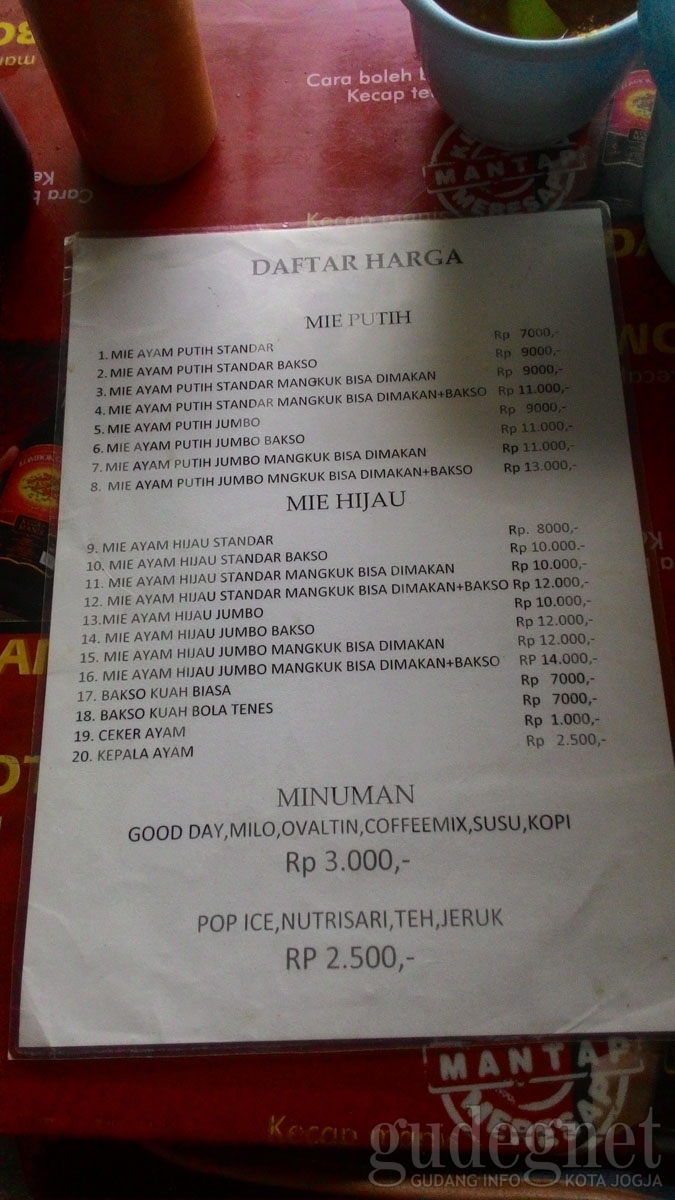 Cara boleh
Kecap
MANTAP
MERESAP
DAFTAR HARGA
MIE PUTIH
1. MIE AYAM PUTIH STANDAR Rp 7000,-
2. MIE AYAM PUTIH STANDAR BAKSO Rp 9000,-
3. MIE AYAM PUTIH STANDAR MANGKUK BISA DIMAKAN Rp 9000,-
4. MIE AYAM PUTIH STANDAR MANGKUK BISA DIMAKAN+BAKSO Rp 11.000,-
5. MIE AYAM PUTIH JUMBO Rp 9000,-
6. MIE AYAM PUTIH JUMBO BAKSO Rp 11.000,-
7. MIE AYAM PUTIH JUMBO MANGKUK BISA DIMAKAN Rp 11.000,-
8. MIE AYAM PUTIH JUMBO MNGKUK BISA DIMAKAN+BAKSO Rp 13.000,-
MIE HIJAU
9. MIE AYAM HIJAU STANDAR Rp. 8000,-
10. MIE AYAM HIJAU STANDAR BAKSO Rp 10.000.-
11. MIE AYAM HIJAU STANDAR MANGKUK BISA DIMAKAN Rp 10.000,-
12. MIE AYAM HIJAU STANDAR MANGKUK BISA DIMAKAN+BAKSO Rp 12.000,-
13.MIE AYAM HIJAU JUMBO Rp 10.000,-
14. MIE AYAM HIJAU JUMBO BAKSO Rp 12.000,-
15. MIE AYAM HIJAU JUMBO MANGKUK BISA DIMAKAN Rp 12.000,-
16. MIE AYAM HIJAU JUMBO MANGKUK BISA DIMAKAN+BAKSO RP 14.000,-
17. BAKSO KUAH BIASA Rp 7000,-
18. BAKSO KUAH BOLA TENES Rp 7000,-
19. CEKER AYAM Rp 1.000,-
20. KEPALA AYAM Rp 2.500,-
MINUMAN
GOOD DAY,MILO,OVALTIN,COFFEEMIX,SUSU,KOPI
Rp 3.000,-
POP ICE,NUTRISARI,TEH,JERUK
RP 2.500,-
MANTAP
MERESAP
Kecap
gudegnet
GUDANG INFO KOTA JOGJA